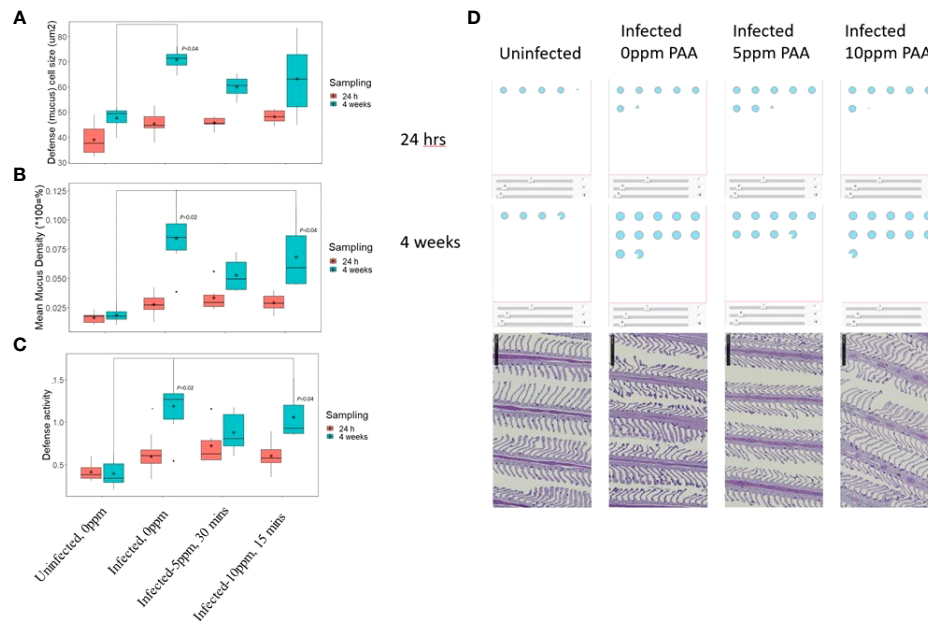 A
Defense (mucus) cell size (um2)
80
70
60
50
40
30
P=0.04
Sampling
24 h
4 weeks
B
Mean Mucus Density (*100=%)
0.125
0.100
0.075
0.050
0.025
P=0.02
P=0.04
Sampling
24 h
4 weeks
C
Defense activity
.5
1.0
0.5
P=0.02
P=0.04
Sampling
24 h
4 weeks
Uninfected, 0ppm
Infected, 0ppm
Infected-5ppm, 30 mins
Infected-10ppm, 15 mins
D
Uninfected
Infected
0ppm PAA
Infected
5ppm PAA
Infected
10ppm PAA
24 hrs
4 weeks